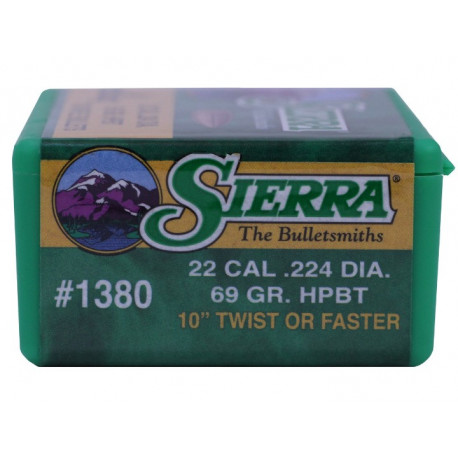 SIERRA®
The Bulletsmiths
#1380
22 CAL .224 DIA.
69 GR. HPBT
10” TWIST OR FASTER